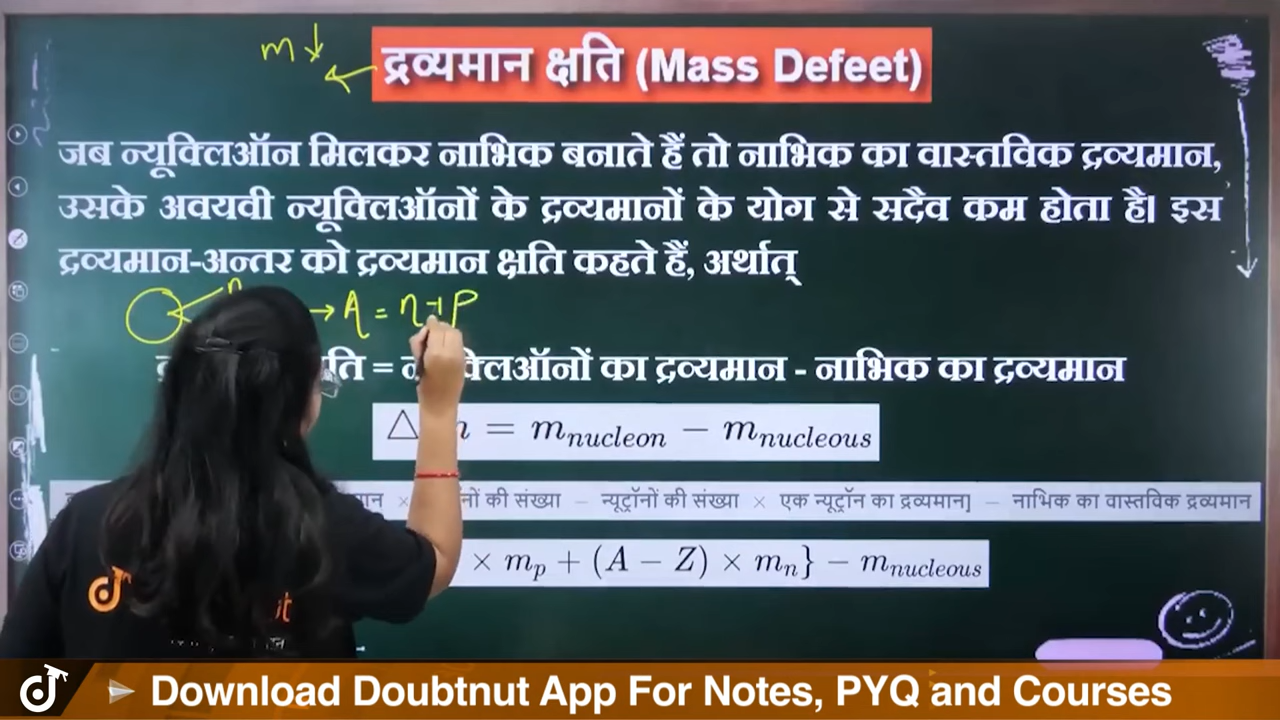 m ↓
द्रव्यमान क्षति (Mass Defeet)
जब न्यूक्लिऑन मिलकर नाभिक बनाते हैं तो नाभिक का वास्तविक द्रव्यमान,
उसके अवयवी न्यूक्लिऑनों के द्रव्यमानों के योग से सदैव कम होता है। इस
द्रव्यमान-अन्तर को द्रव्यमान क्षति कहते हैं, अर्थात्
→ A = n+p
= न्यूक्लिऑनों का द्रव्यमान - नाभिक का द्रव्यमान
△m = m_nucleon − m_nucleous
× की संख्या − न्यूट्रॉनों की संख्या × एक न्यूट्रॉन का द्रव्यमान] − नाभिक का वास्तविक द्रव्यमान
× m_p + (A − Z) × m_n} − m_nucleous
Download Doubtnut App For Notes, PYQ and Courses